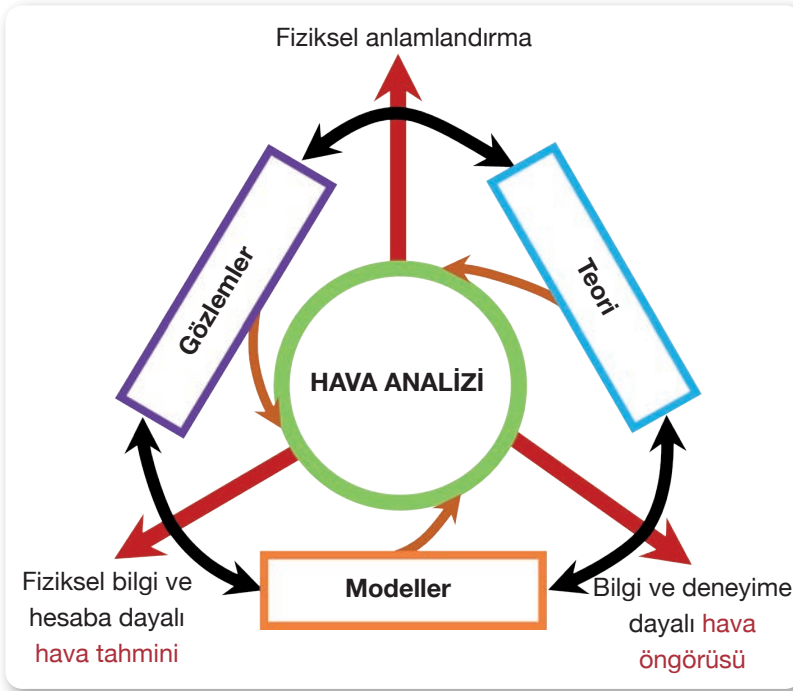 Fiziksel anlamlandırma
Gözlemler
Teori
HAVA ANALİZİ
Modeller
Fiziksel bilgi ve
hesaba dayalı
hava tahmini
Bilgi ve deneyime
dayalı hava
öngörüsü